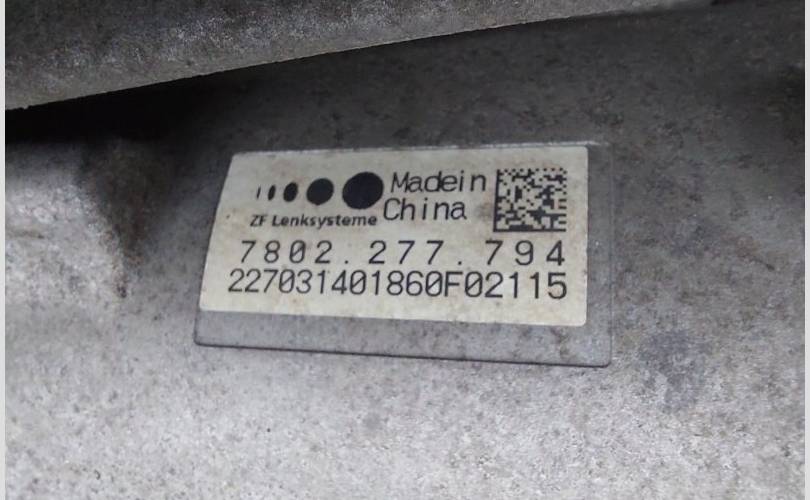 Madein
China
ZF Lenksysteme
7802.277.794
227031401860F02115